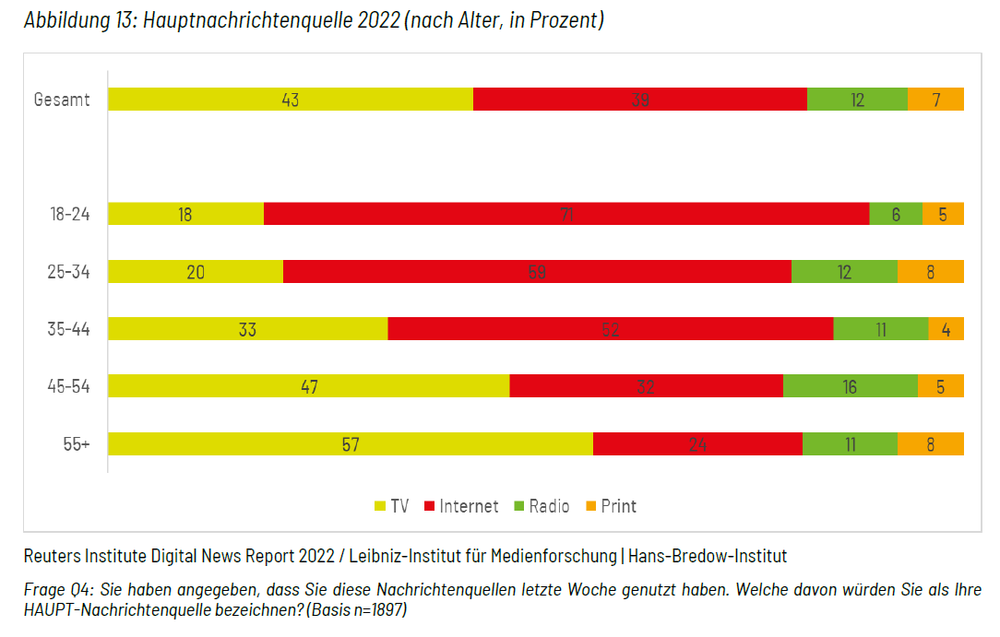 Abbildung 13: Hauptnachrichtenquelle 2022 (nach Alter, in Prozent)
Gesamt 43 39 12 7
18-24 18 71 6 5
25-34 20 59 12 8
35-44 33 52 11 4
45-54 47 32 16 5
55+ 57 24 11 8
TV Internet Radio Print
Reuters Institute Digital News Report 2022 / Leibniz-Institut für Medienforschung | Hans-Bredow-Institut
Frage Q4: Sie haben angegeben, dass Sie diese Nachrichtenquellen letzte Woche genutzt haben. Welche davon würden Sie als Ihre
HAUPT-Nachrichtenquelle bezeichnen? (Basis n=1897)